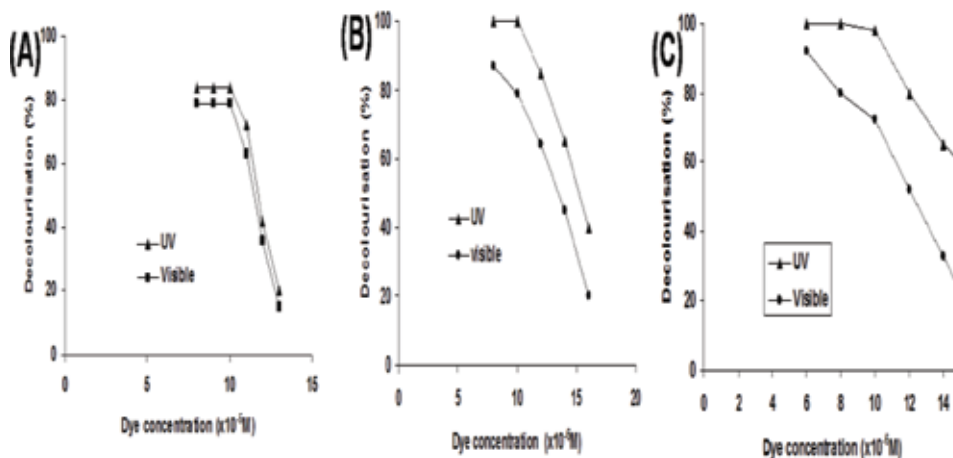 (A)
Decolourisation (%)
100
80
60
40
20
0
UV
Visible
0 5 10 15
Dye concentration (x10⁻⁵M)
(B)
Decolourisation (%)
100
80
60
40
20
0
UV
visible
0 5 10 15 20
Dye concentration (x10⁻⁵M)
(C)
Decolourisation (%)
100
80
60
40
20
0
UV
Visible
0 2 4 6 8 10 12 14
Dye concentration (x10⁻⁵M)